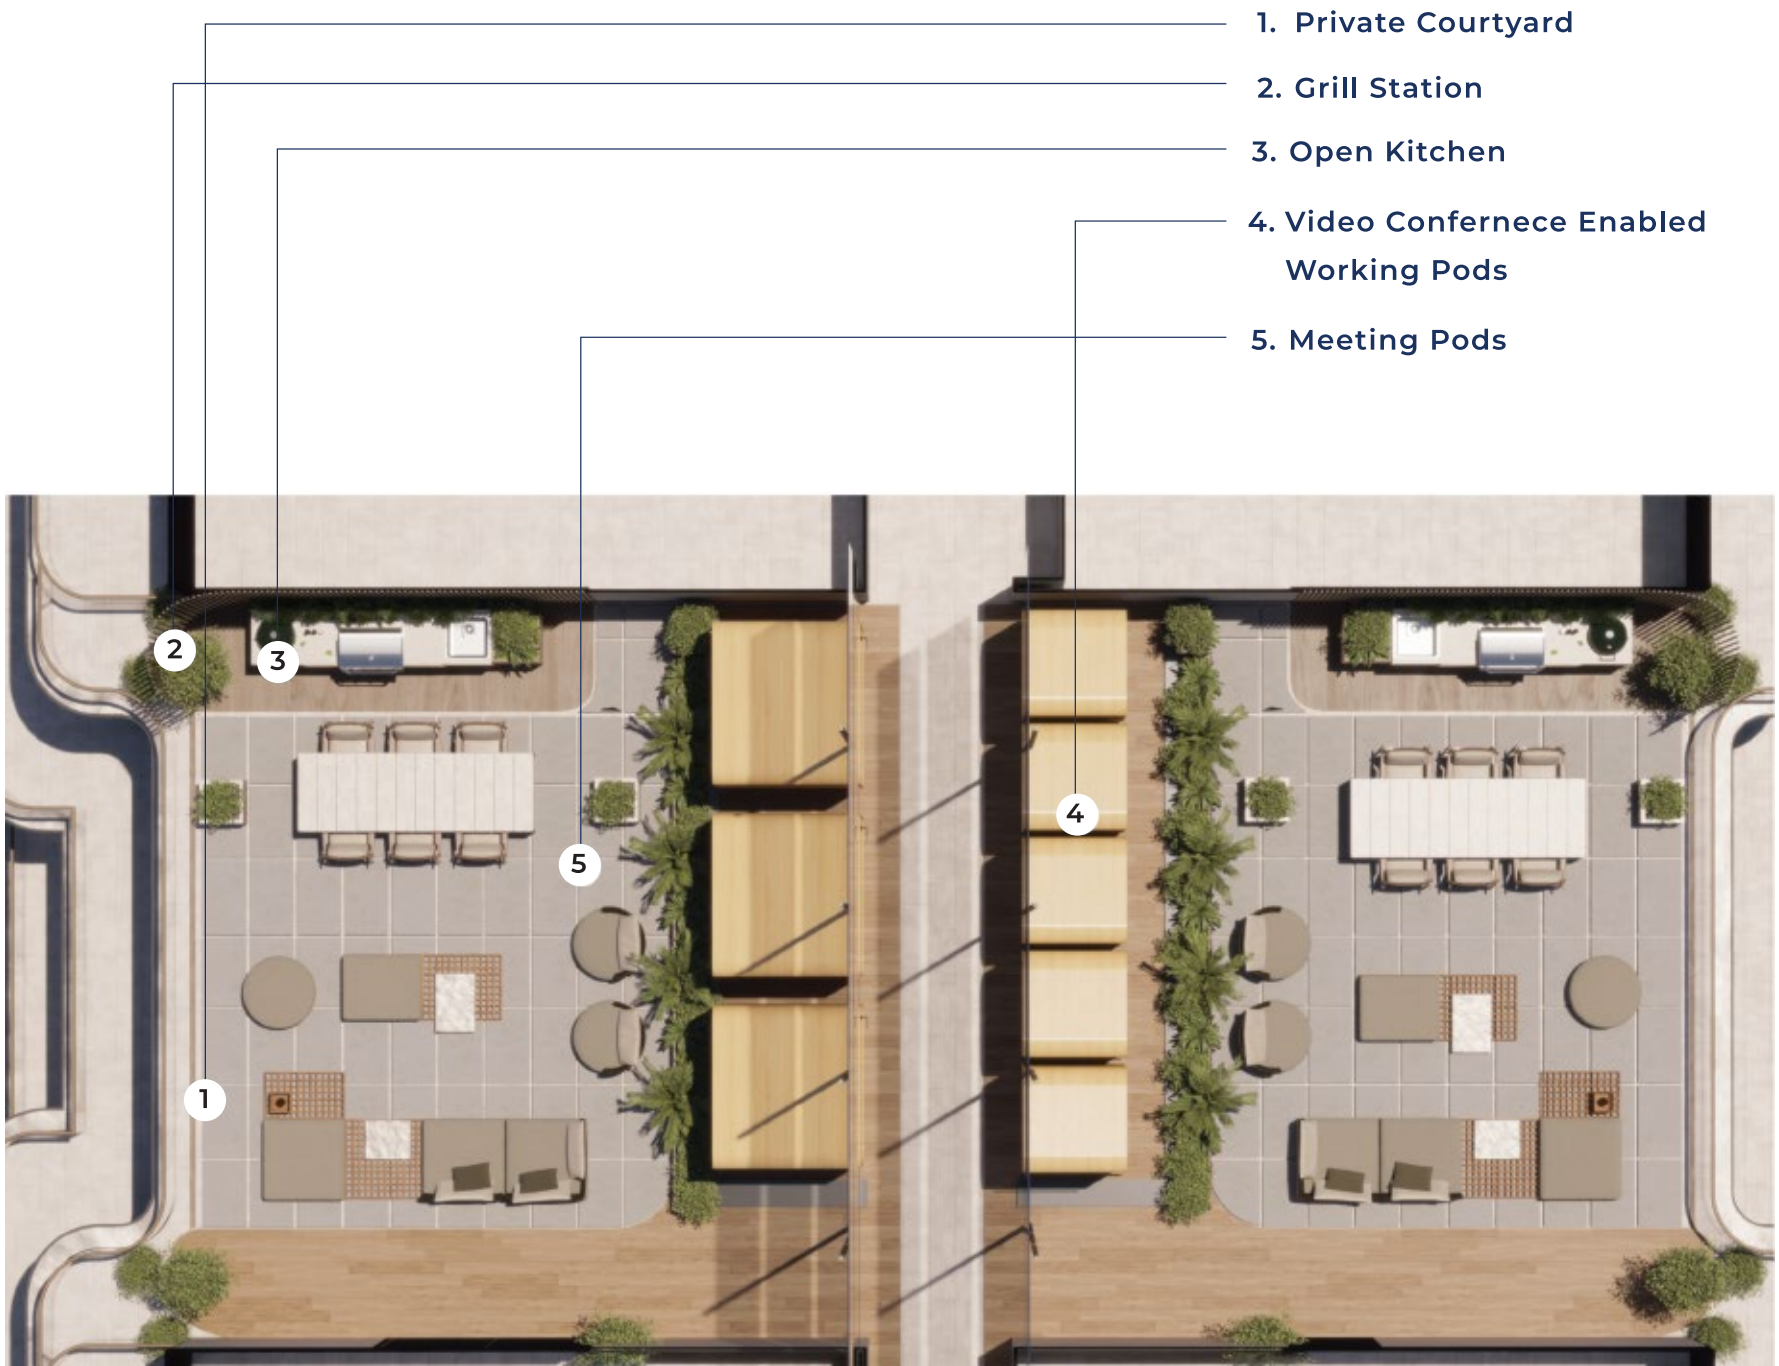 1. Private Courtyard
2. Grill Station
3. Open Kitchen
4. Video Confernece Enabled
Working Pods
5. Meeting Pods
2
3
4
5
1